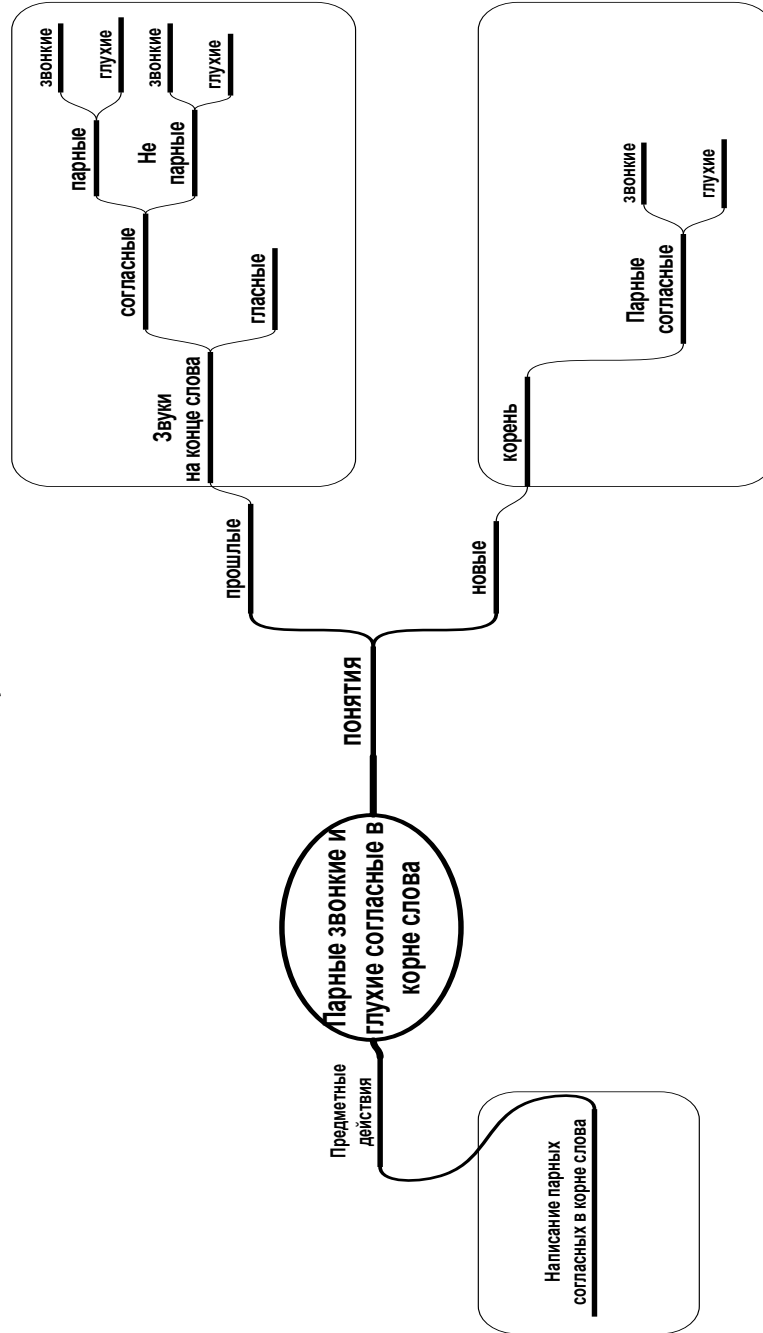 Парные звонкие и
глухие согласные в
корне слова
Предметные
действия
Написание парных
согласных в корне слова
понятия
прошлые
Звуки
на конце слова
согласные
парные
звонкие
глухие
Не
парные
звонкие
глухие
гласные
новые
корень
Парные
согласные
звонкие
глухие